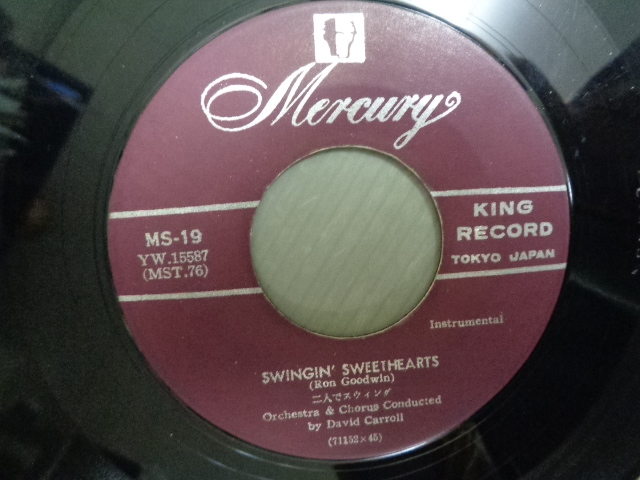 Mercury
MS-19
YW.15587
(MST.76)
KING
RECORD
TOKYO JAPAN
Instrumental
SWINGIN' SWEETHEARTS
(Ron Goodwin)
二人でスウィング
Orchestra & Chorus Conducted
by David Carroll
(71152×45)